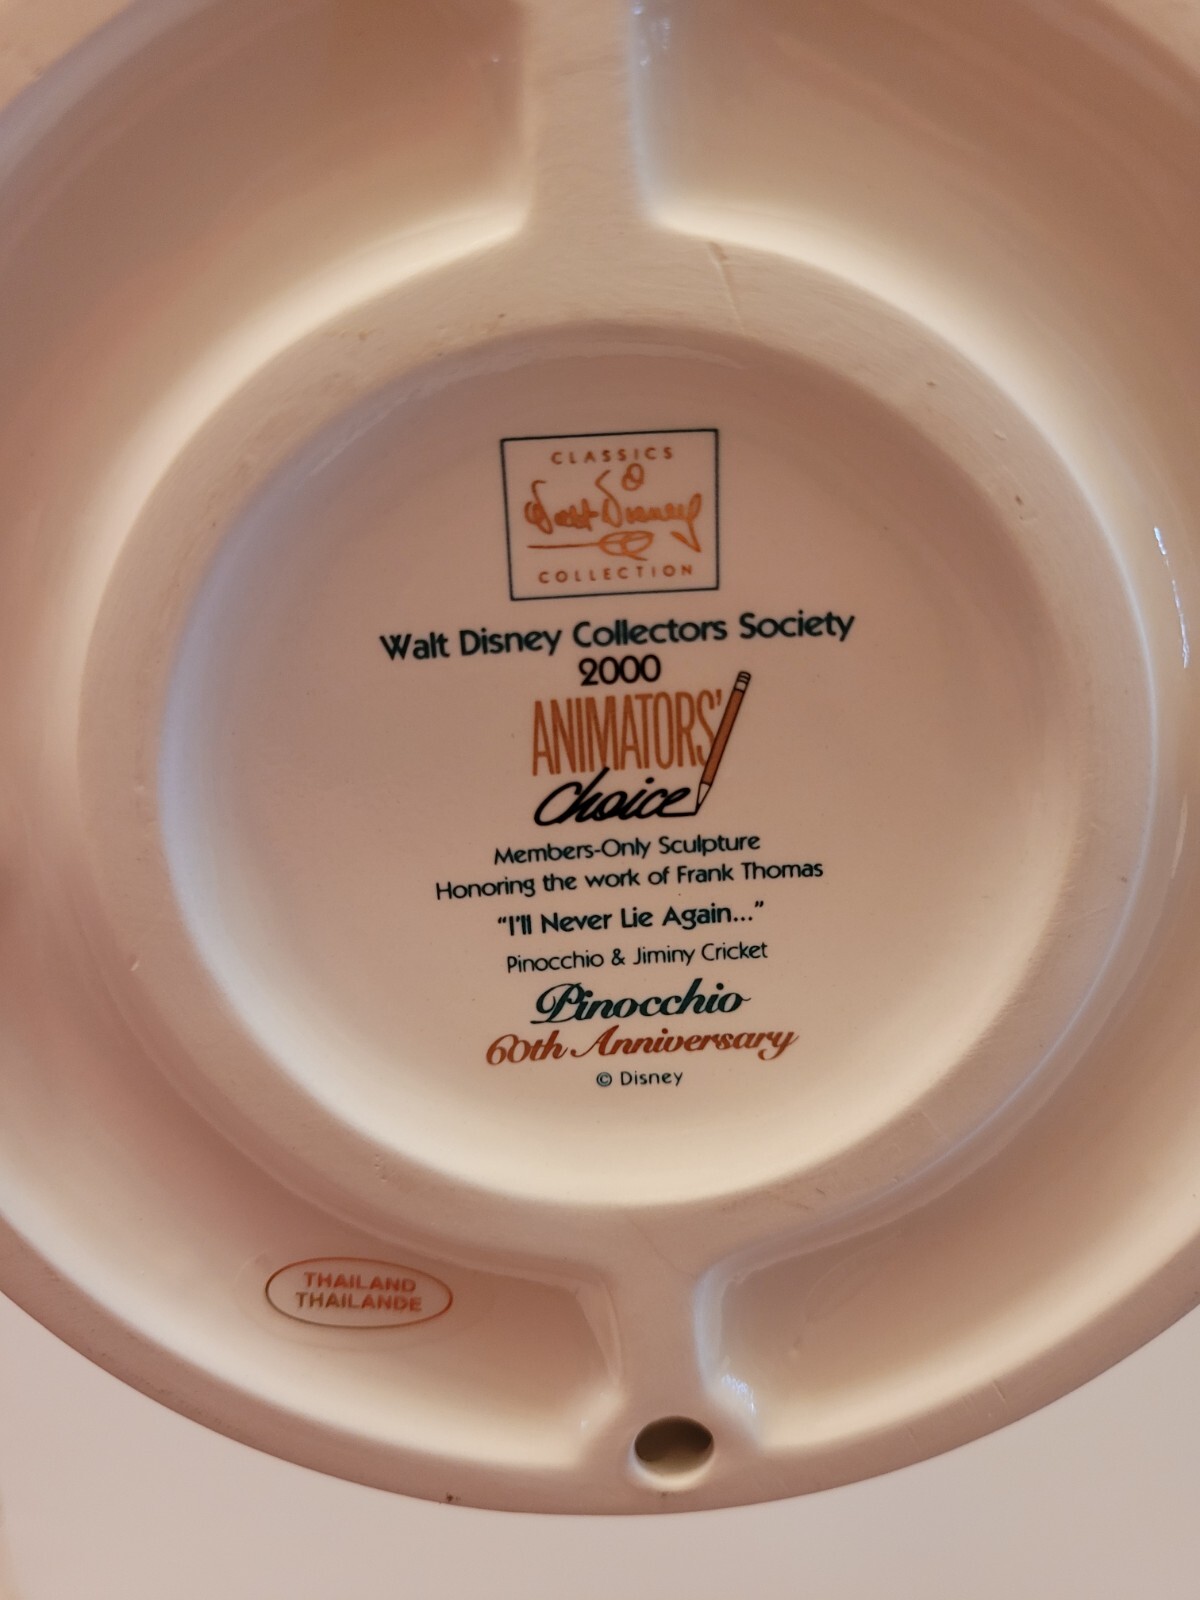 CLASSICS
Walt Disney
COLLECTION
Walt Disney Collectors Society
2000
ANIMATORS'
Choice
Members-Only Sculpture
Honoring the work of Frank Thomas
"I'll Never Lie Again..."
Pinocchio & Jiminy Cricket
Pinocchio
60th Anniversary
© Disney
THAILAND
THAILANDE